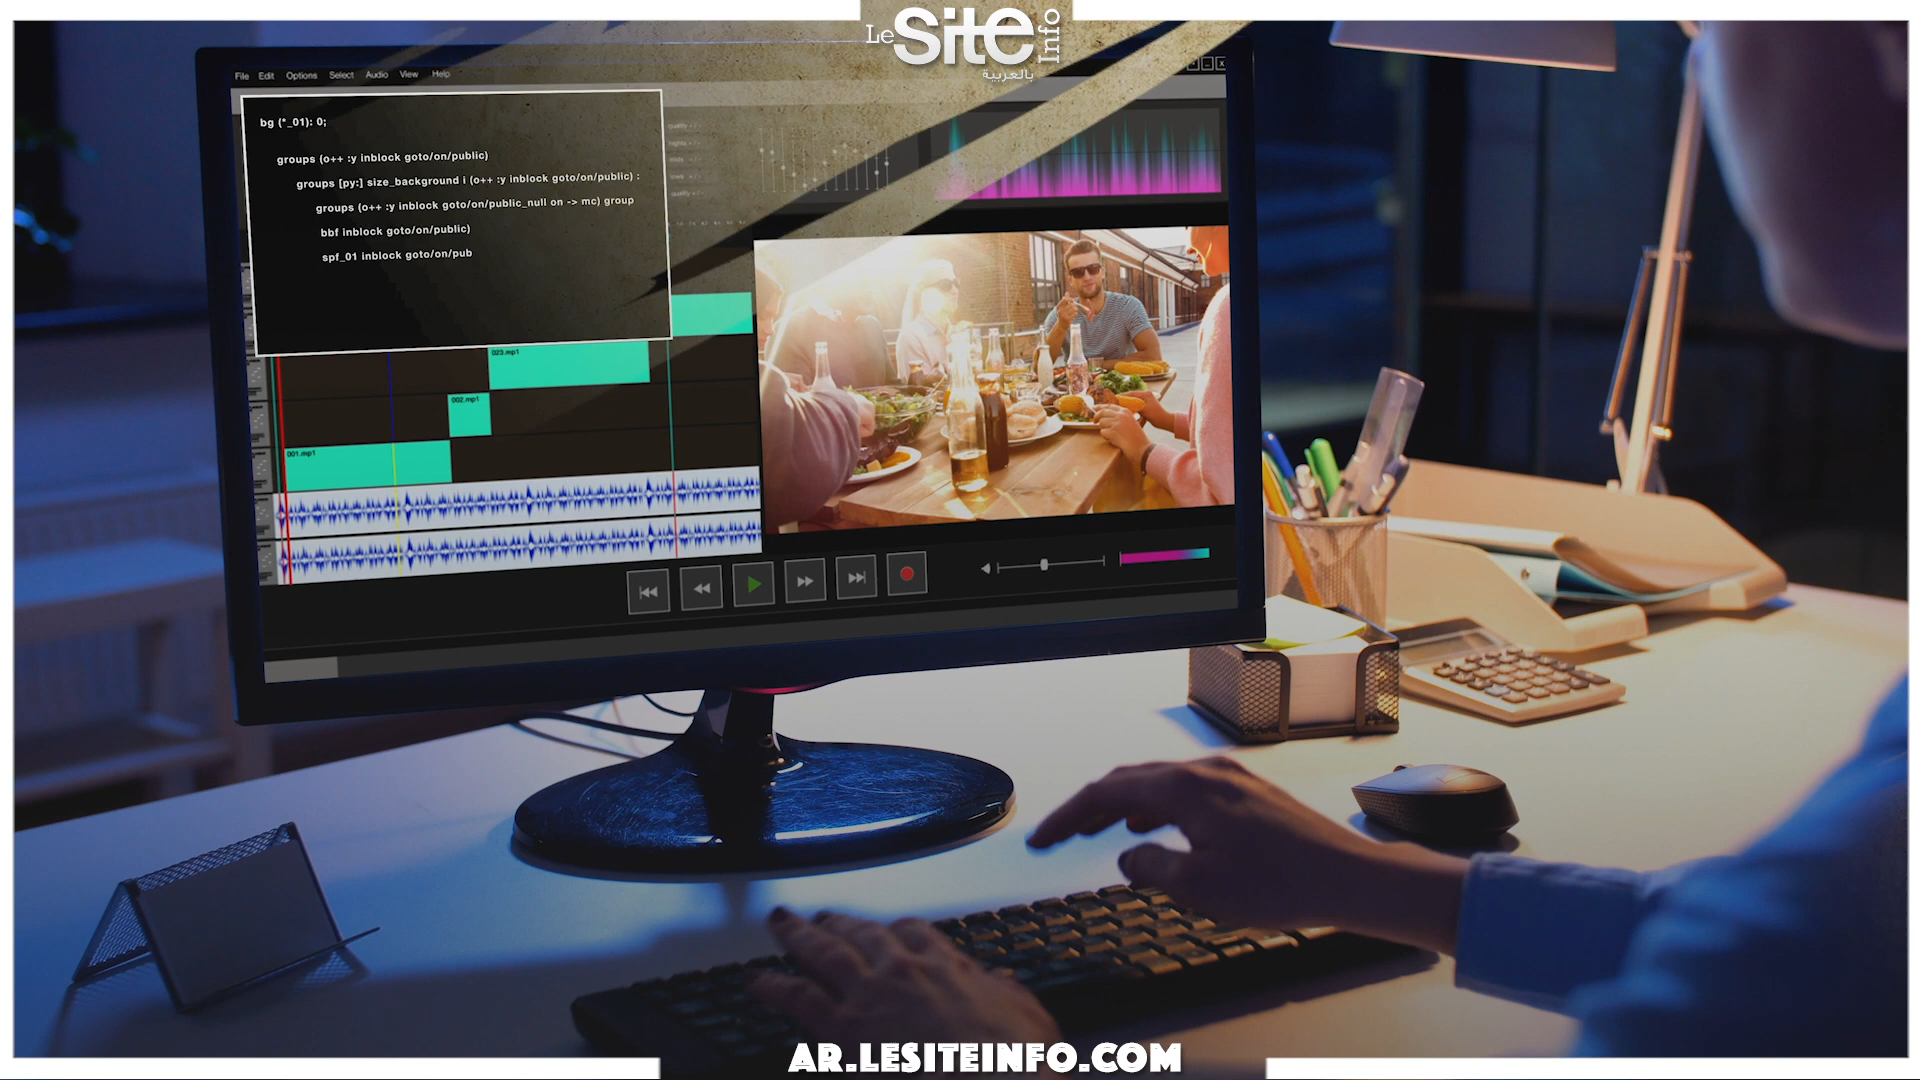 Le Site Info
بالعربية
File Edit Options Select Audio View Help
bg (*_01): 0;
groups (o++ :y inblock goto/on/public)
groups [py:] size_background i (o++ :y inblock goto/on/public) :
groups (o++ :y inblock goto/on/public_null on -> mc) group
bbf inblock goto/on/public)
spf_01 inblock goto/on/pub
023.mp1
002.mp1
001.mp1
AR.LESITEINFO.COM